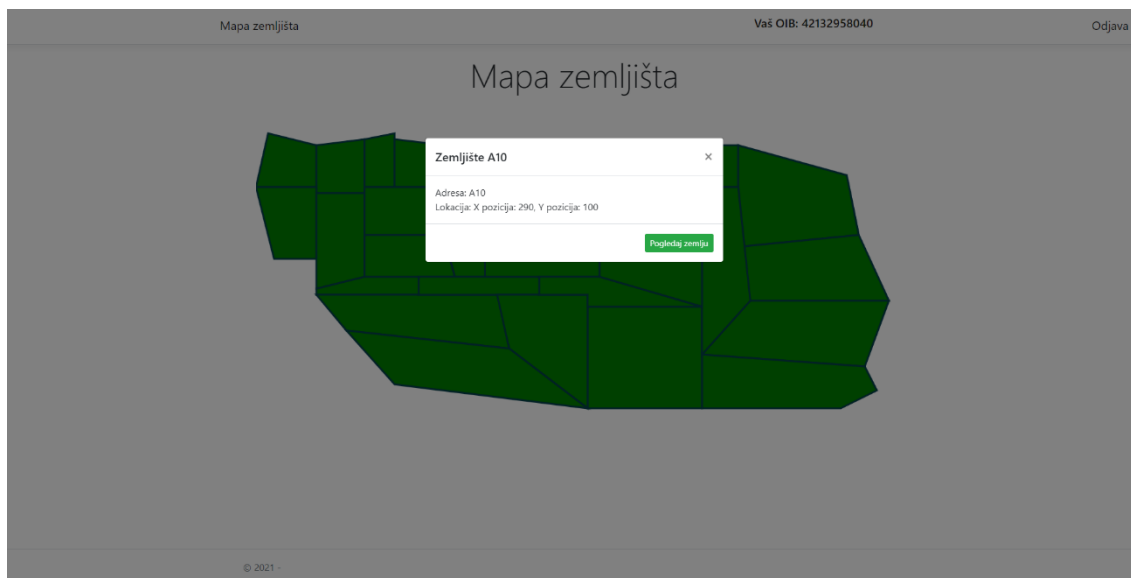 Mapa zemljišta
Vaš OIB: 42132958040
Odjava
Mapa zemljišta
Zemljište A10
×
Adresa: A10
Lokacija: X pozicija: 290, Y pozicija: 100
Pogledaj zemlju
© 2021 -